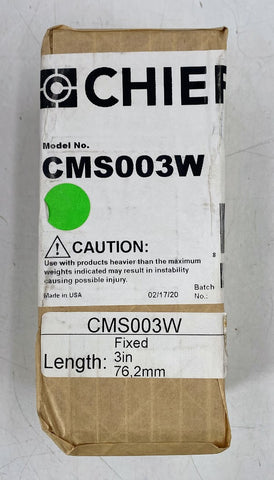 CHIEF
Model No.
CMS003W
CAUTION:
Use with products heavier than the maximum
weights indicated may result in instability
causing possible injury.
8
Made in USA
02/17/20
Batch
No.:
CMS003W
Fixed
Length: 3in
76,2mm